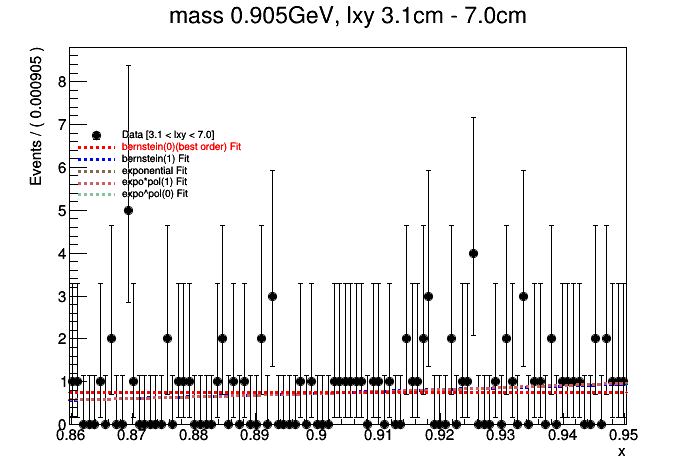 mass 0.905GeV, lxy 3.1cm - 7.0cm
Events / ( 0.000905 )
8
7
6
5
4
3
2
1
0
Data [3.1 < lxy < 7.0]
bernstein(0)(best order) Fit
bernstein(1) Fit
exponential Fit
expo*pol(1) Fit
expo^pol(0) Fit
0.86 0.87 0.88 0.89 0.9 0.91 0.92 0.93 0.94 0.95
x